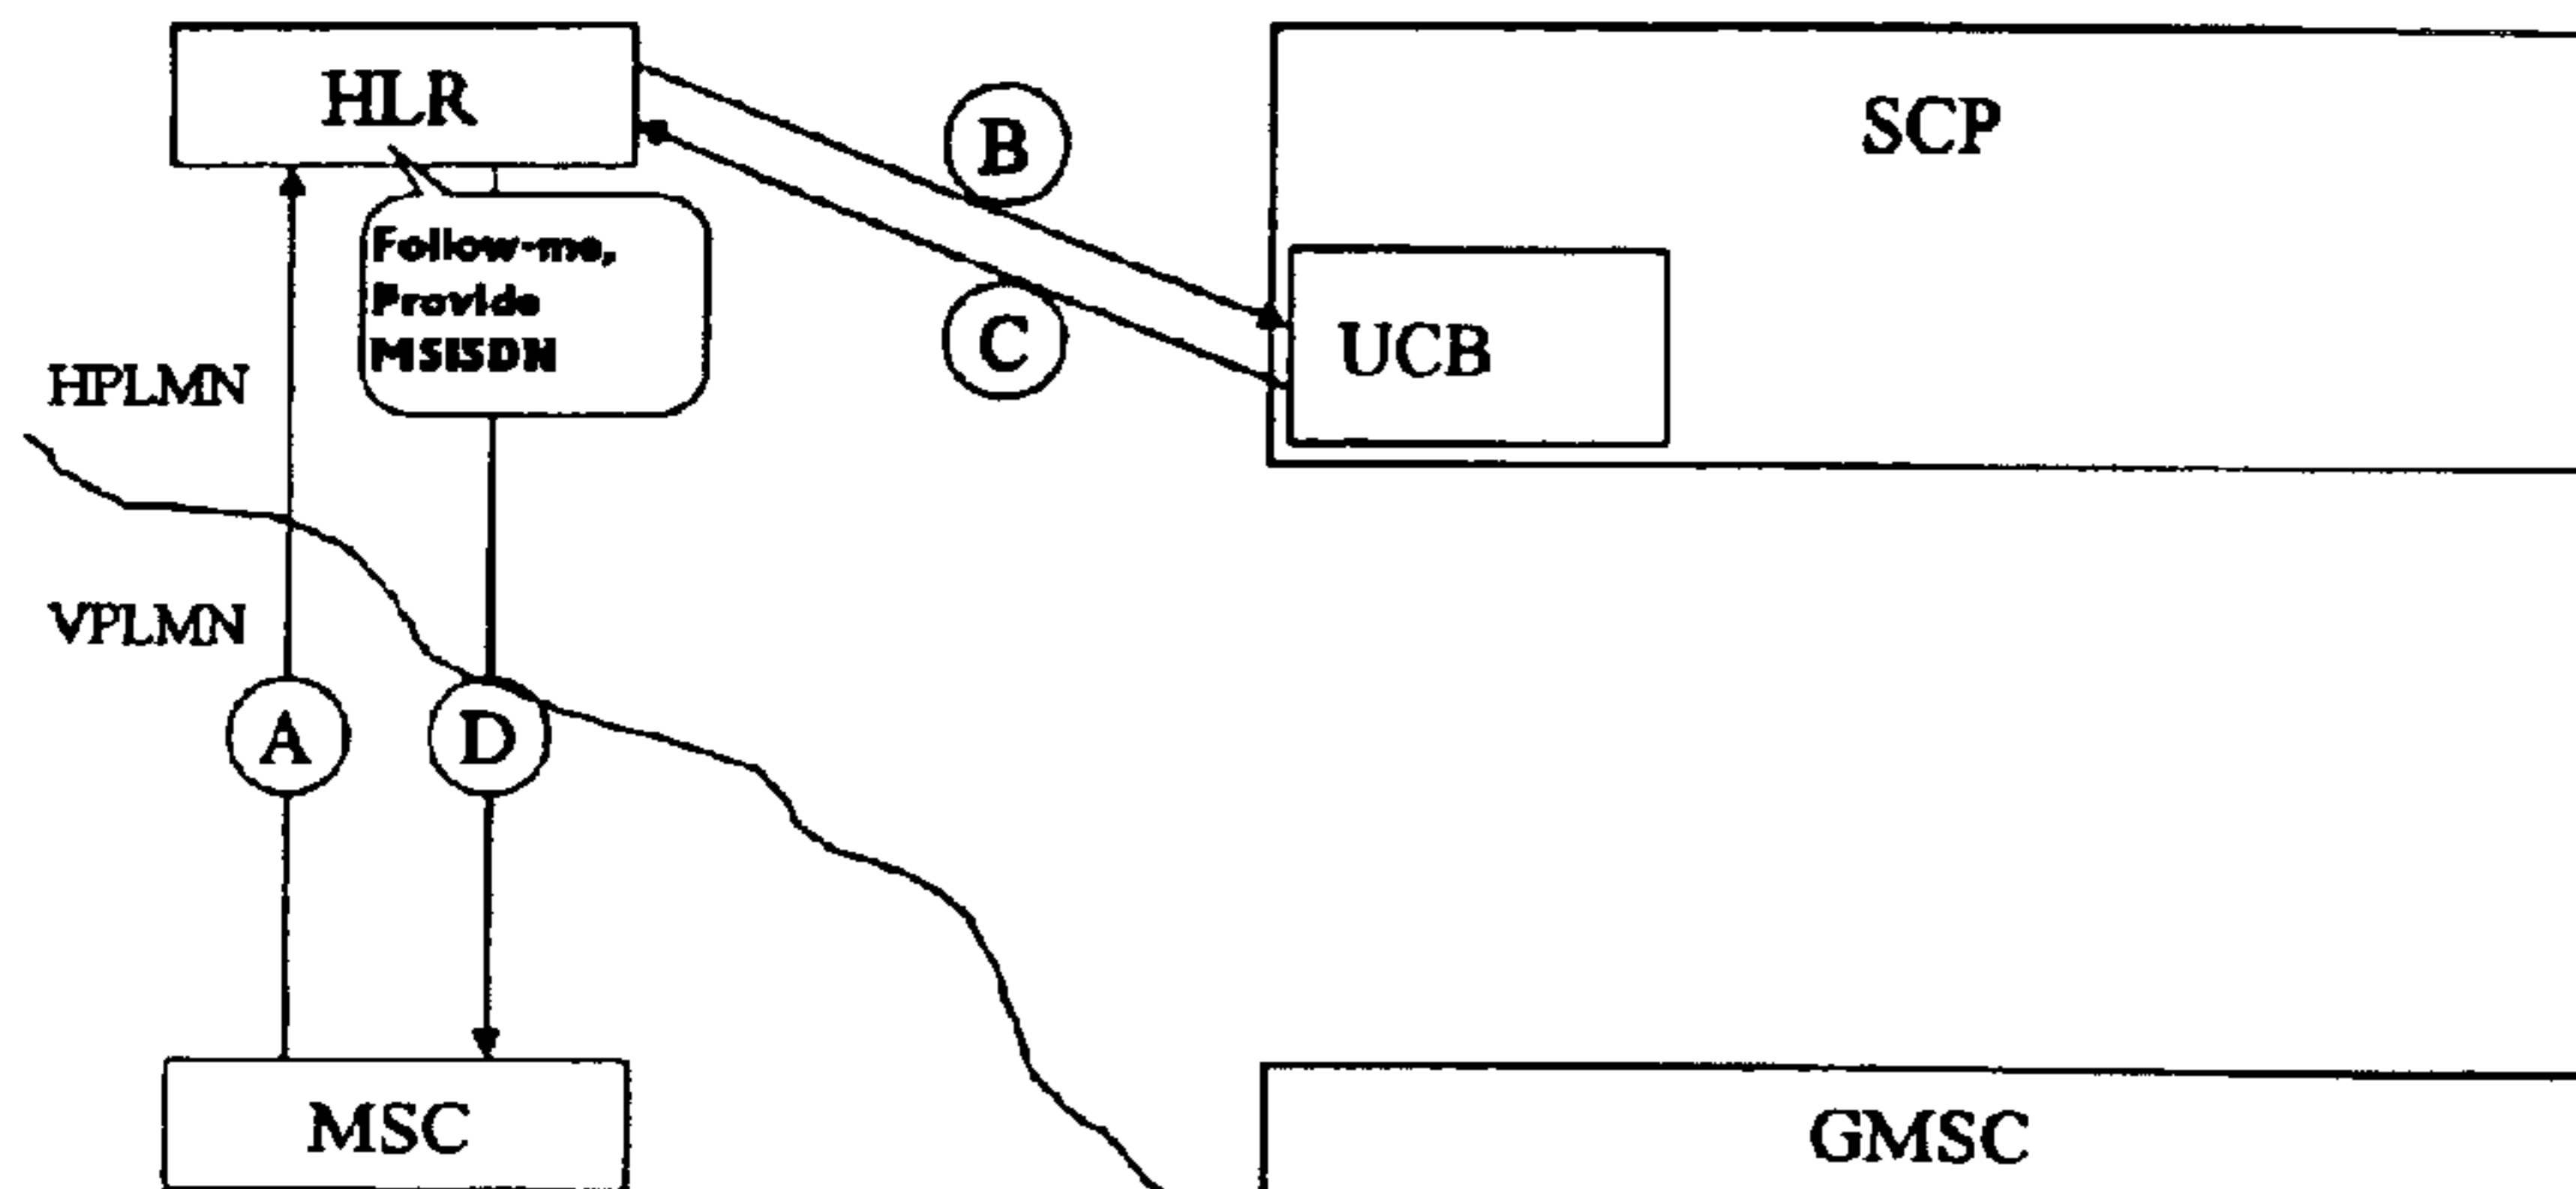 HLR
SCP
B
Follow-me,
Provide
MSISDN
C
UCB
HPLMN
VPLMN
A
D
MSC
GMSC